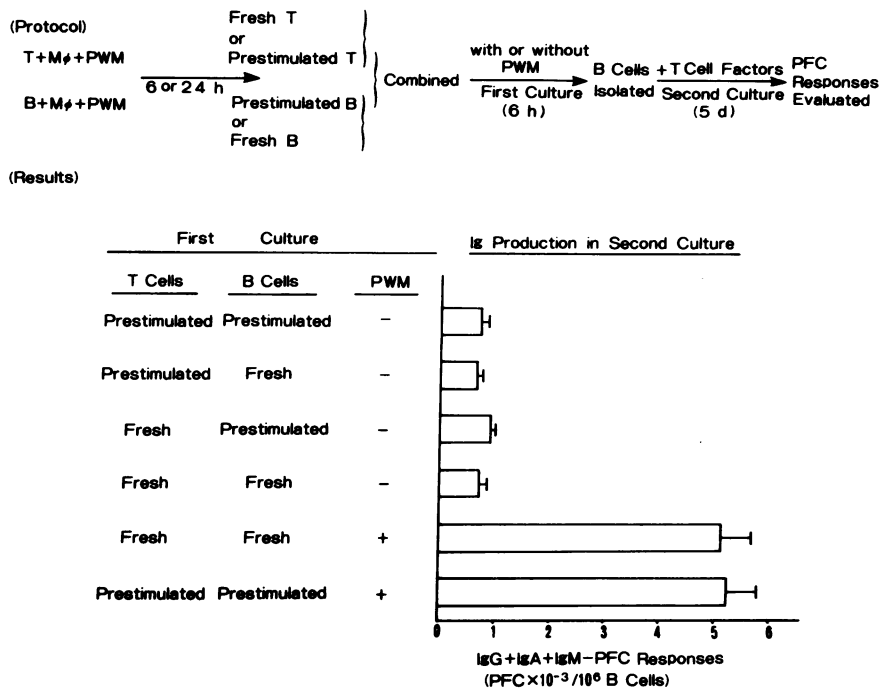 (Protocol)
T+Mφ+PWM
B+Mφ+PWM
6 or 24 h
Fresh T
or
Prestimulated T
Prestimulated B
or
Fresh B
Combined
with or without
PWM
First Culture
(6 h)
B Cells
Isolated
+ T Cell Factors
Second Culture
(5 d)
PFC
Responses
Evaluated
(Results)
First Culture
Ig Production in Second Culture
T Cells B Cells PWM
Prestimulated Prestimulated −
Prestimulated Fresh −
Fresh Prestimulated −
Fresh Fresh −
Fresh Fresh +
Prestimulated Prestimulated +
0 1 2 3 4 5 6
IgG+IgA+IgM−PFC Responses
(PFC×10⁻³/10⁶ B Cells)